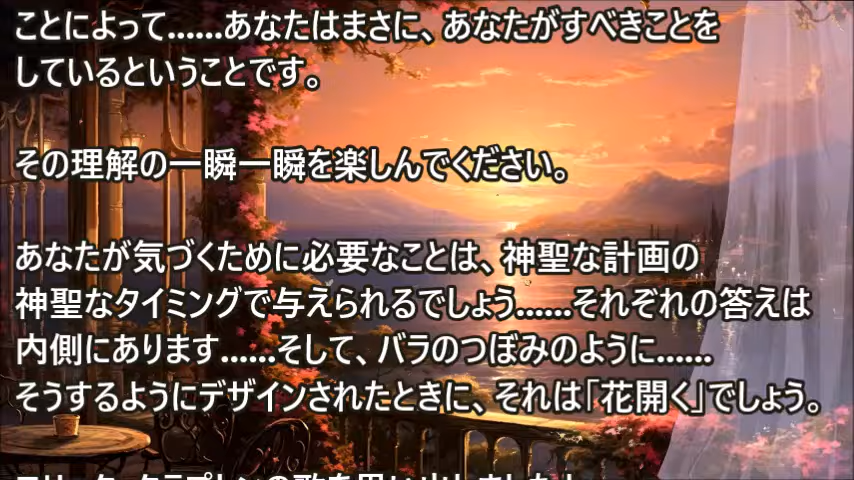 ことによって......あなたはまさに、あなたがすべきことを
しているということです。
その理解の一瞬一瞬を楽しんでください。
あなたが気づくために必要なことは、神聖な計画の
神聖なタイミングで与えられるでしょう......それぞれの答えは
内側にあります......そして、バラのつぼみのように......
そうするようにデザインされたときに、それは「花開く」でしょう。